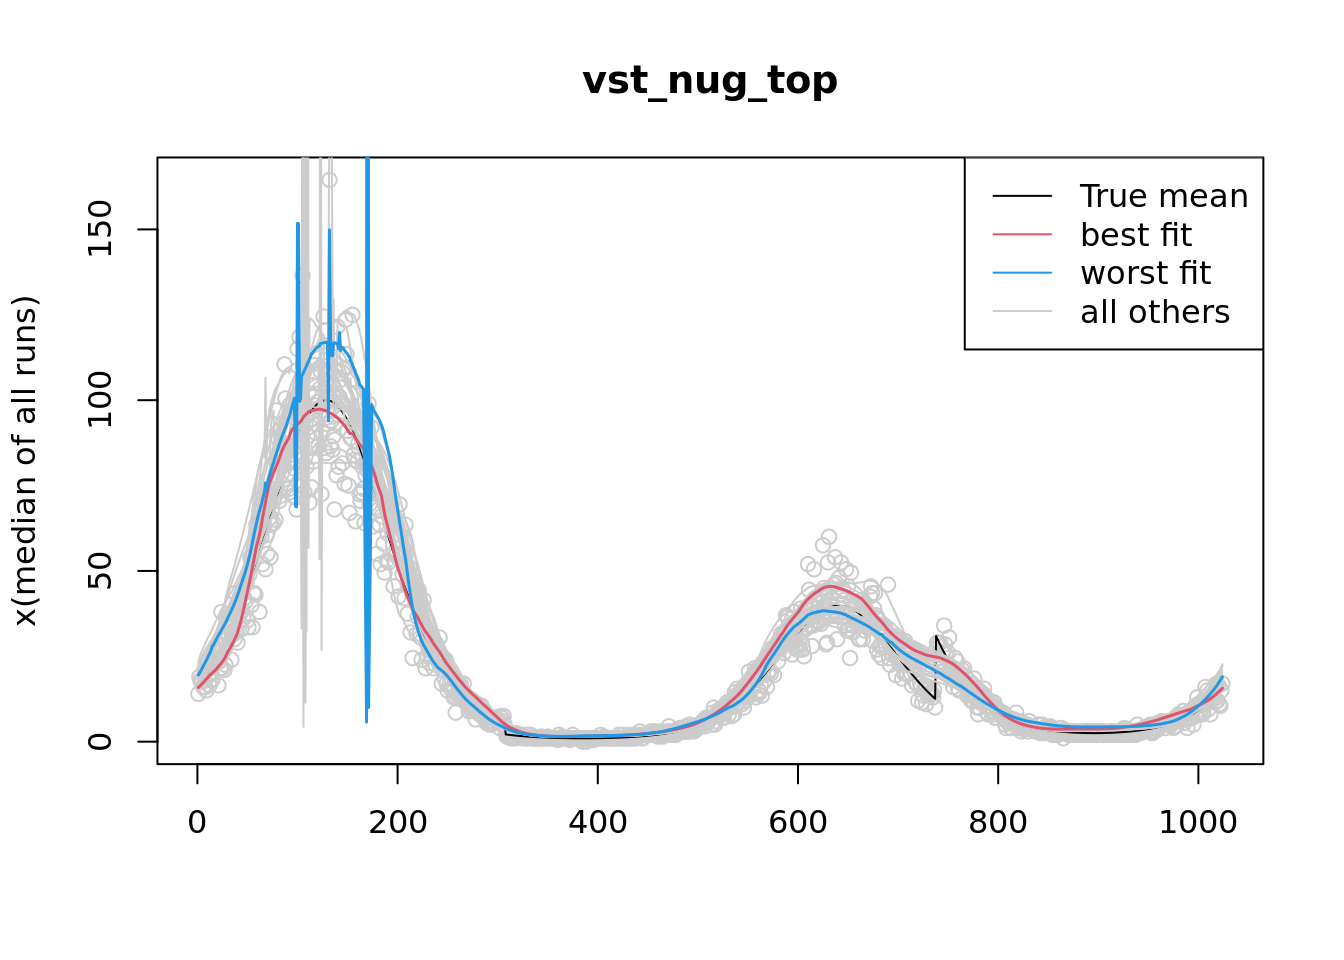 vst_nug_top
x(median of all runs)
150
100
50
0
True mean
best fit
worst fit
all others
0 200 400 600 800 1000